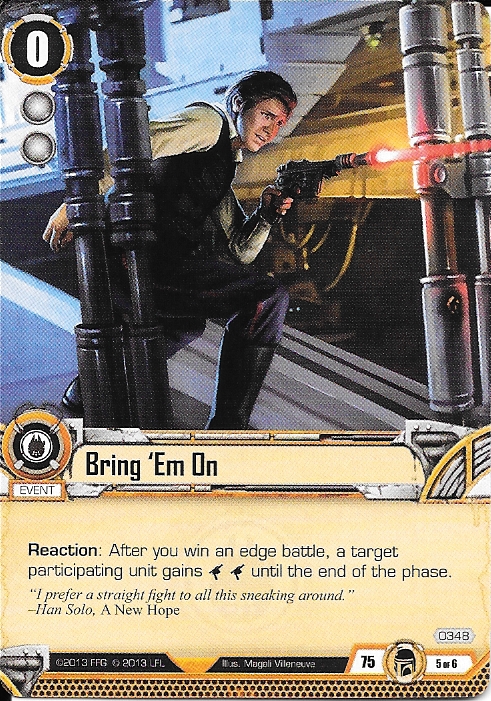 0
Bring 'Em On
EVENT
Reaction: After you win an edge battle, a target
participating unit gains until the end of the phase.
"I prefer a straight fight to all this sneaking around."
–Han Solo, A New Hope
0348
©2013 FFG © 2013 LFL Illus. Magali Villeneuve 75 5 of 6